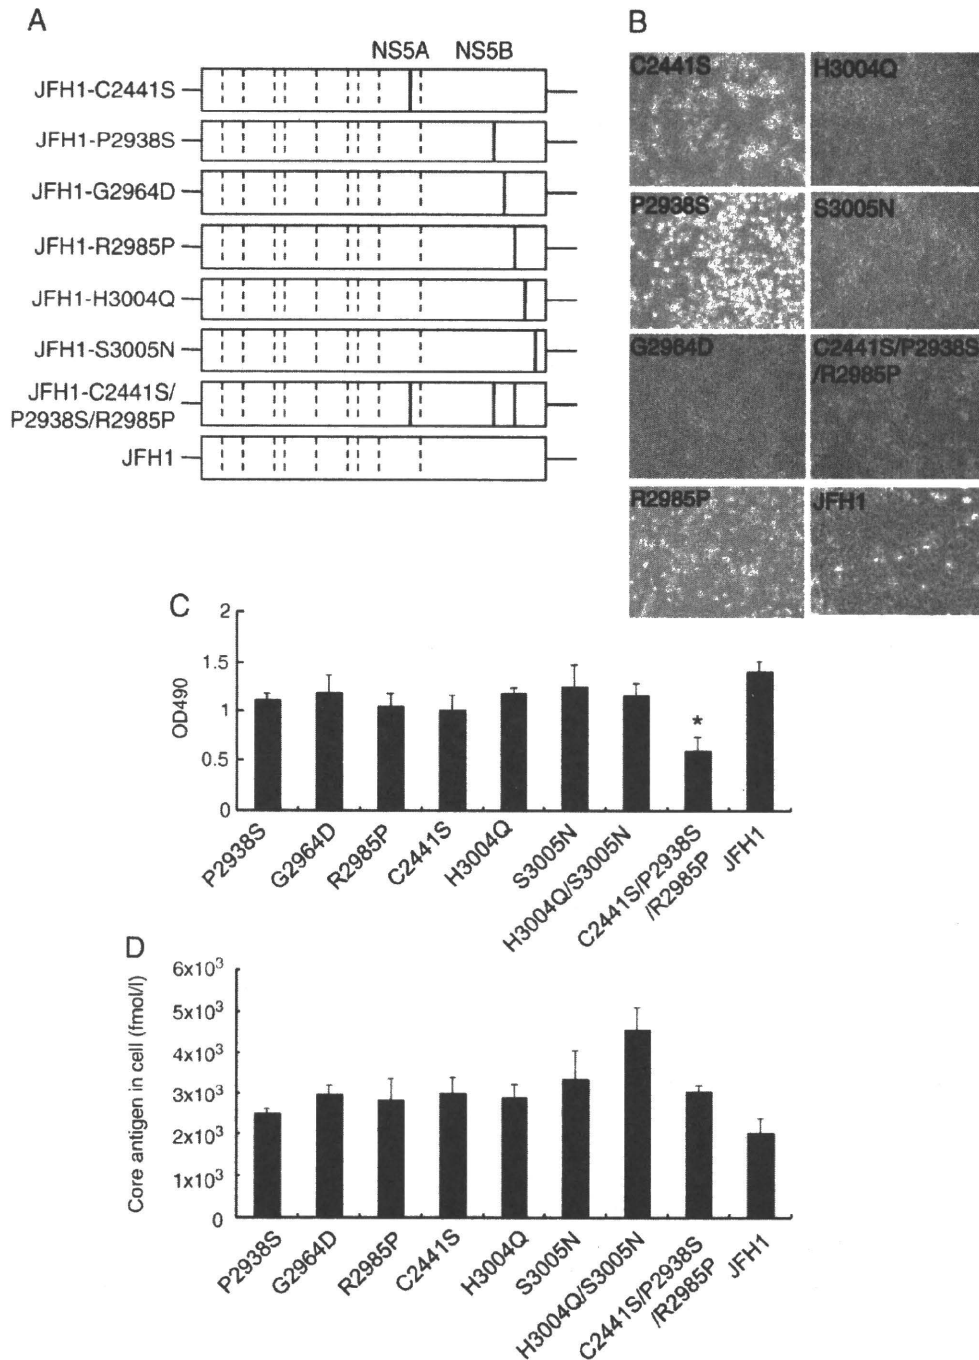 A
NS5A NS5B
JFH1-C2441S
JFH1-P2938S
JFH1-G2964D
JFH1-R2985P
JFH1-H3004Q
JFH1-S3005N
JFH1-C2441S/
P2938S/R2985P
JFH1
B
C2441S H3004Q
P2938S S3005N
G2964D C2441S/P2938S
/R2985P
R2985P JFH1
C
2
1.5
1
0.5
0
OD490
*
P2938S
G2964D
R2985P
C2441S
H3004Q
S3005N
H3004Q/S3005N
C2441S/P2938S
/R2985P
JFH1
D
6x10³
5x10³
4x10³
3x10³
2x10³
1x10³
0
Core antigen in cell (fmol/l)
P2938S
G2964D
R2985P
C2441S
H3004Q
S3005N
H3004Q/S3005N
C2441S/P2938S
/R2985P
JFH1